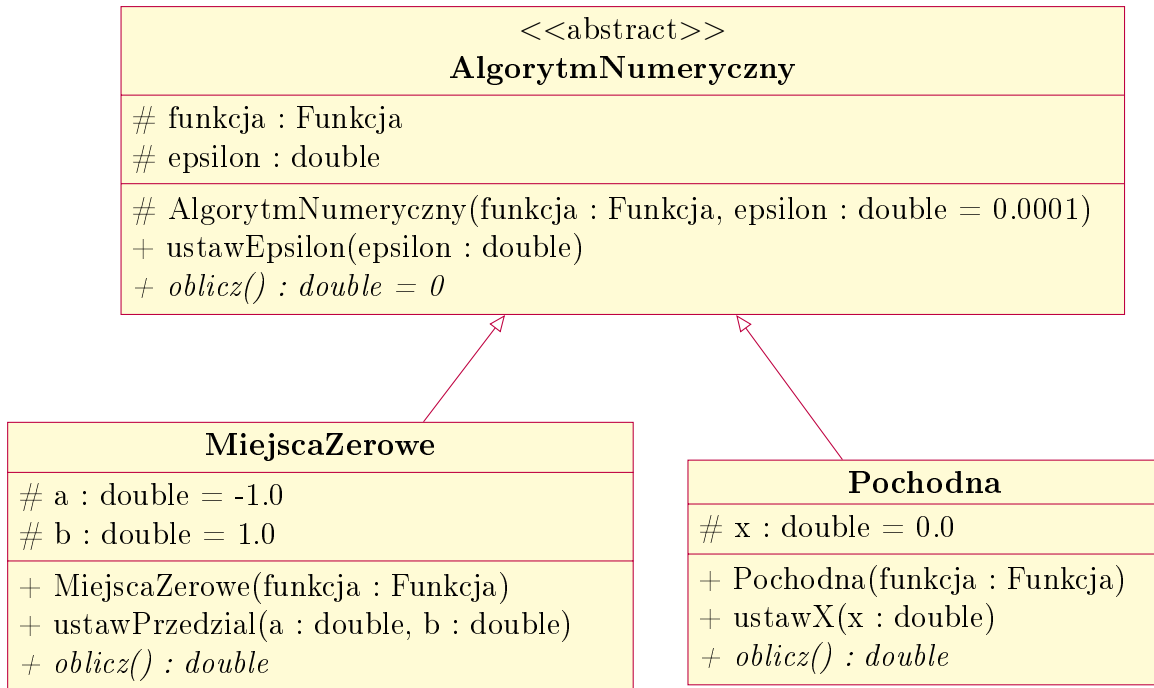 <<abstract>>
AlgorytmNumeryczny
# funkcja : Funkcja
# epsilon : double
# AlgorytmNumeryczny(funkcja : Funkcja, epsilon : double = 0.0001)
+ ustawEpsilon(epsilon : double)
+ oblicz() : double = 0
MiejscaZerowe
# a : double = -1.0
# b : double = 1.0
+ MiejscaZerowe(funkcja : Funkcja)
+ ustawPrzedzial(a : double, b : double)
+ oblicz() : double
Pochodna
# x : double = 0.0
+ Pochodna(funkcja : Funkcja)
+ ustawX(x : double)
+ oblicz() : double